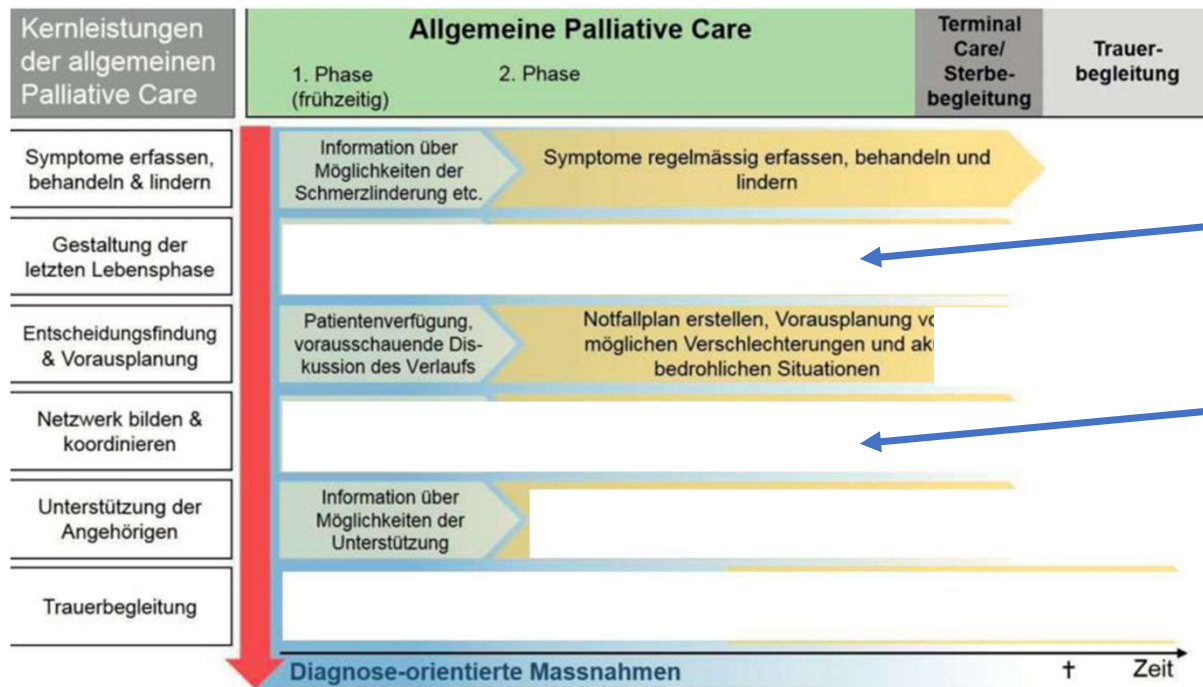 Kernleistungen
der allgemeinen
Palliative Care
Allgemeine Palliative Care
1. Phase
(frühzeitig)
2. Phase
Terminal
Care/
Sterbe-
begleitung
Trauer-
begleitung
Symptome erfassen,
behandeln & lindern
Information über
Möglichkeiten der
Schmerzlinderung etc.
Symptome regelmässig erfassen, behandeln und
lindern
Gestaltung der
letzten Lebensphase
Entscheidungsfindung
& Vorausplanung
Patientenverfügung,
vorausschauende Dis-
kussion des Verlaufs
Notfallplan erstellen, Vorausplanung
möglichen Verschlechterungen und
bedrohlichen Situationen
Netzwerk bilden &
koordinieren
Unterstützung der
Angehörigen
Information über
Möglichkeiten der
Unterstützung
Trauerbegleitung
Diagnose-orientierte Massnahmen
† Zeit